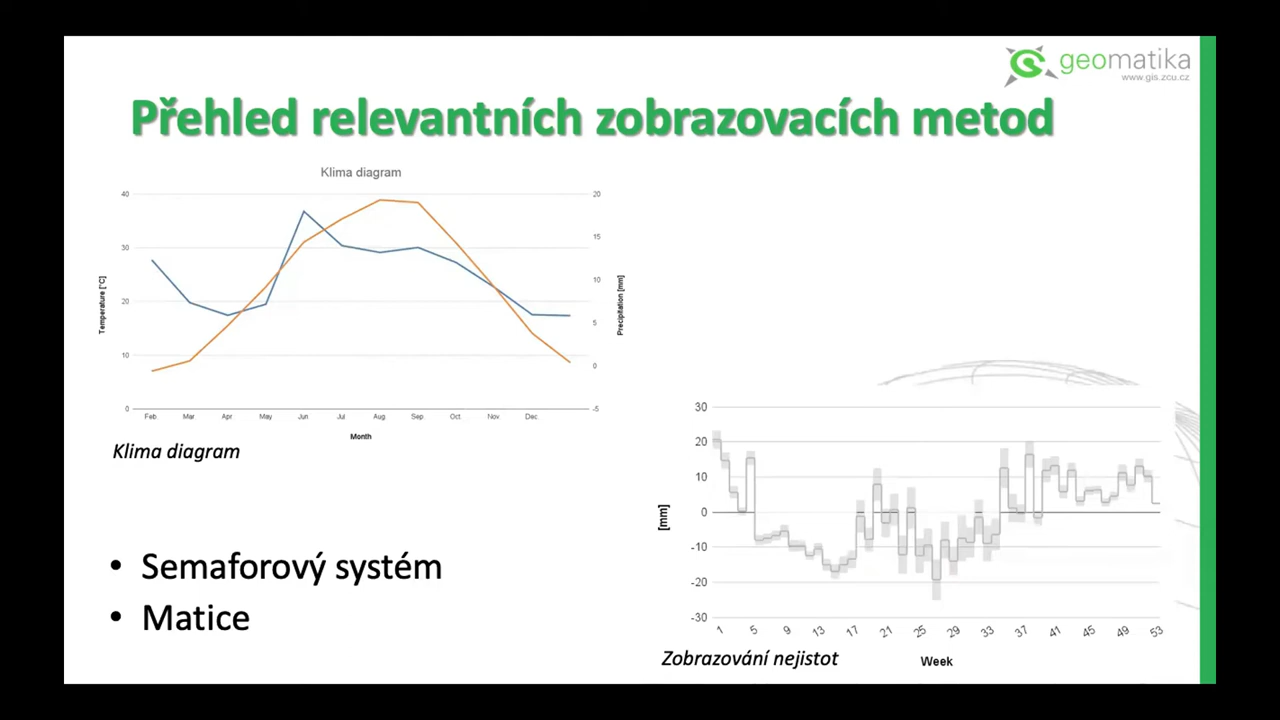 geomatika
www.gis.zcu.cz
Přehled relevantních zobrazovacích metod
Klima diagram
40
30
20
10
0
20
15
10
5
0
-5
Temperature [°C]
Precipitation [mm]
Feb. Mar Apr. May Jun Jul Aug. Sep. Oct. Nov. Dec.
Month
Klima diagram
• Semaforový systém
• Matice
30
20
10
0
-10
-20
-30
[mm]
1 5 9 13 17 21 25 29 33 37 41 45 49 53
Week
Zobrazování nejistot